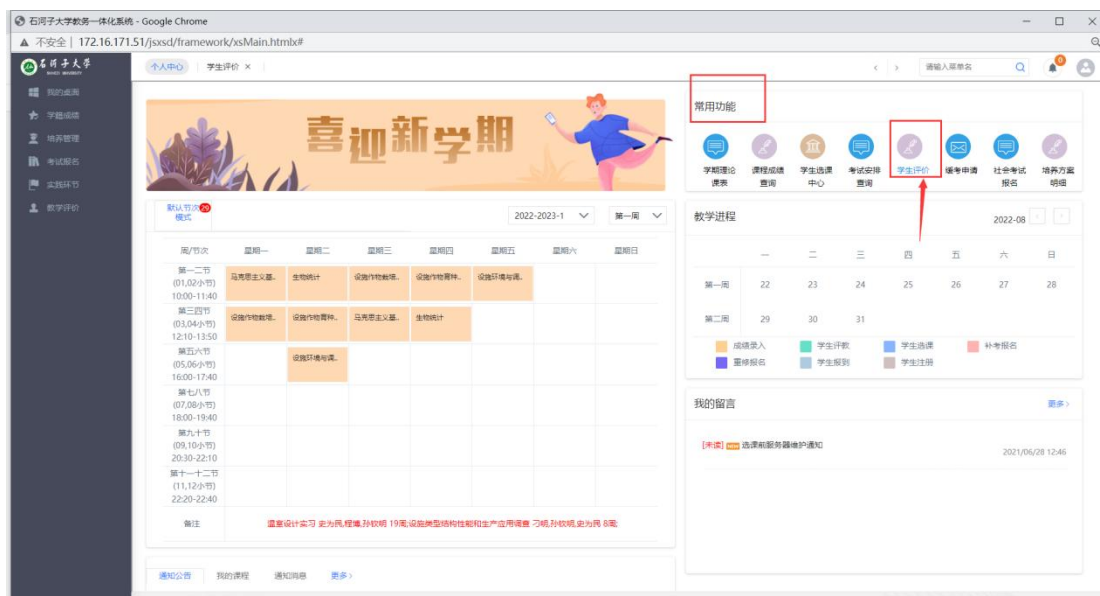 石河子大学教务一体化系统 - Google Chrome
不安全 | 172.16.171.51/jsxsd/framework/xsMain.htmlx#
石河子大学
SHIHEZI UNIVERSITY
个人中心 学生评价 ×
< > 请输入菜单名 0
我的桌面
学籍成绩
培养管理
考试报名
实践环节
教学评价
喜迎新学期
常用功能
学期理论课表 课程成绩查询 学生选课中心 考试安排查询 学生评价 缓考申请 社会考试报名 培养方案明细
默认节次模式 29
2022-2023-1 第一周
周/节次 星期一 星期二 星期三 星期四 星期五 星期六 星期日
第一二节
(01,02小节)
10:00-11:40
马克思主义基.. 生物统计 设施作物栽培.. 设施作物育种.. 设施环境与调..
第三四节
(03,04小节)
12:10-13:50
设施作物栽培.. 设施作物育种.. 马克思主义基.. 生物统计
第五六节
(05,06小节)
16:00-17:40
设施环境与调..
第七八节
(07,08小节)
18:00-19:40
第九十节
(09,10小节)
20:30-22:10
第十一十二节
(11,12小节)
22:20-22:40
备注 温室设计实习 史为民,程博,孙钦明 19周;设施类型结构性能和生产应用调查 刁明,孙钦明,史为民 8周;
通知公告 我的课程 通知消息 更多>
教学进程 2022-08 < >
一 二 三 四 五 六 日
第一周 22 23 24 25 26 27 28
第二周 29 30 31
成绩录入 学生评教 学生选课 补考报名
重修报名 学生报到 学生注册
我的留言 更多>
[未读] NEW 选课前服务器维护通知 2021/06/28 12:46